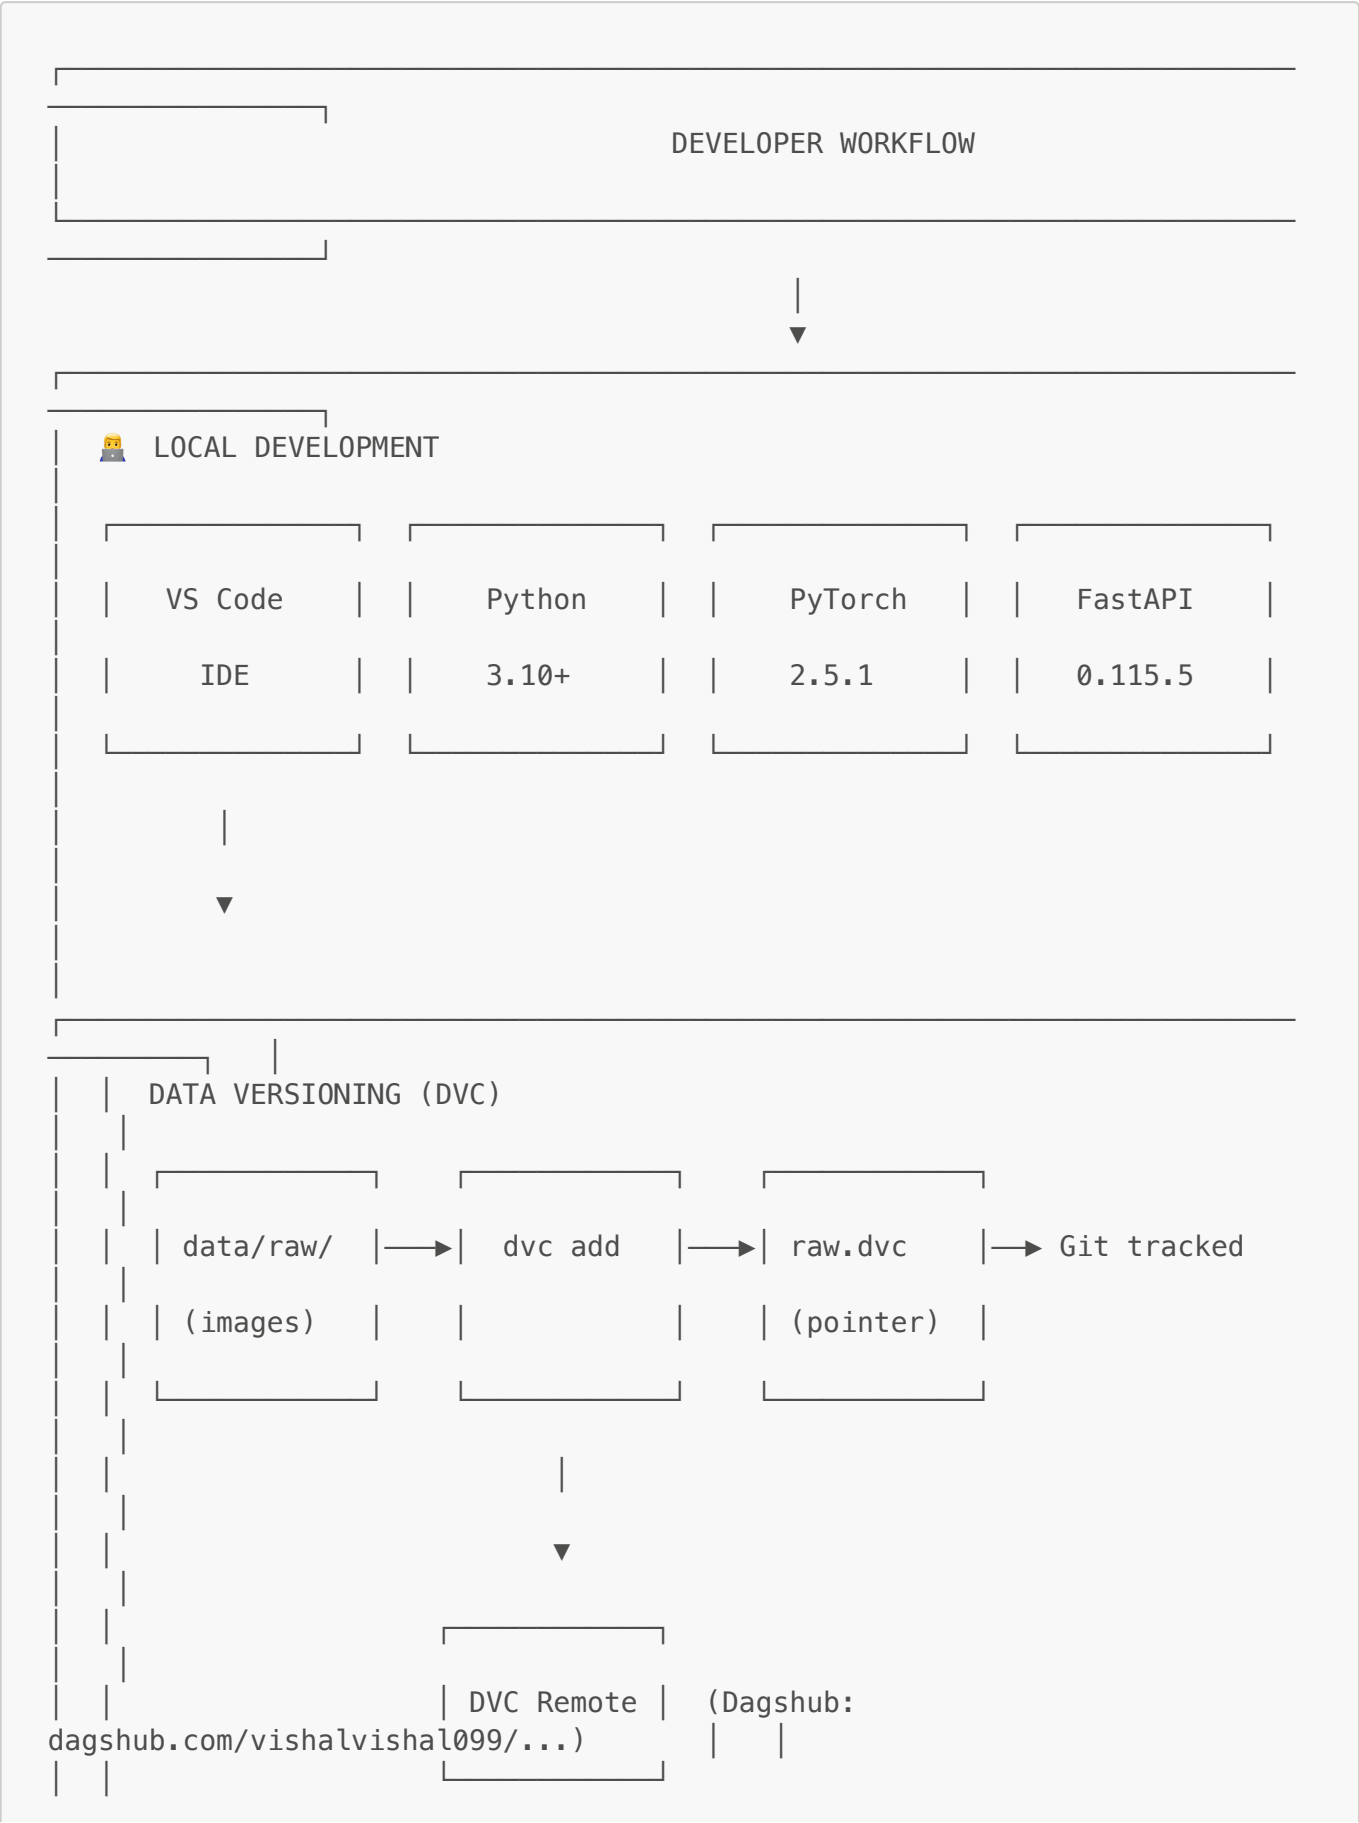 DEVELOPER WORKFLOW
👨‍💻 LOCAL DEVELOPMENT
VS Code Python PyTorch FastAPI
IDE 3.10+ 2.5.1 0.115.5
DATA VERSIONING (DVC)
data/raw/ dvc add raw.dvc Git tracked
(images) (pointer)
DVC Remote (Dagshub:
dagshub.com/vishalvishal099/...)